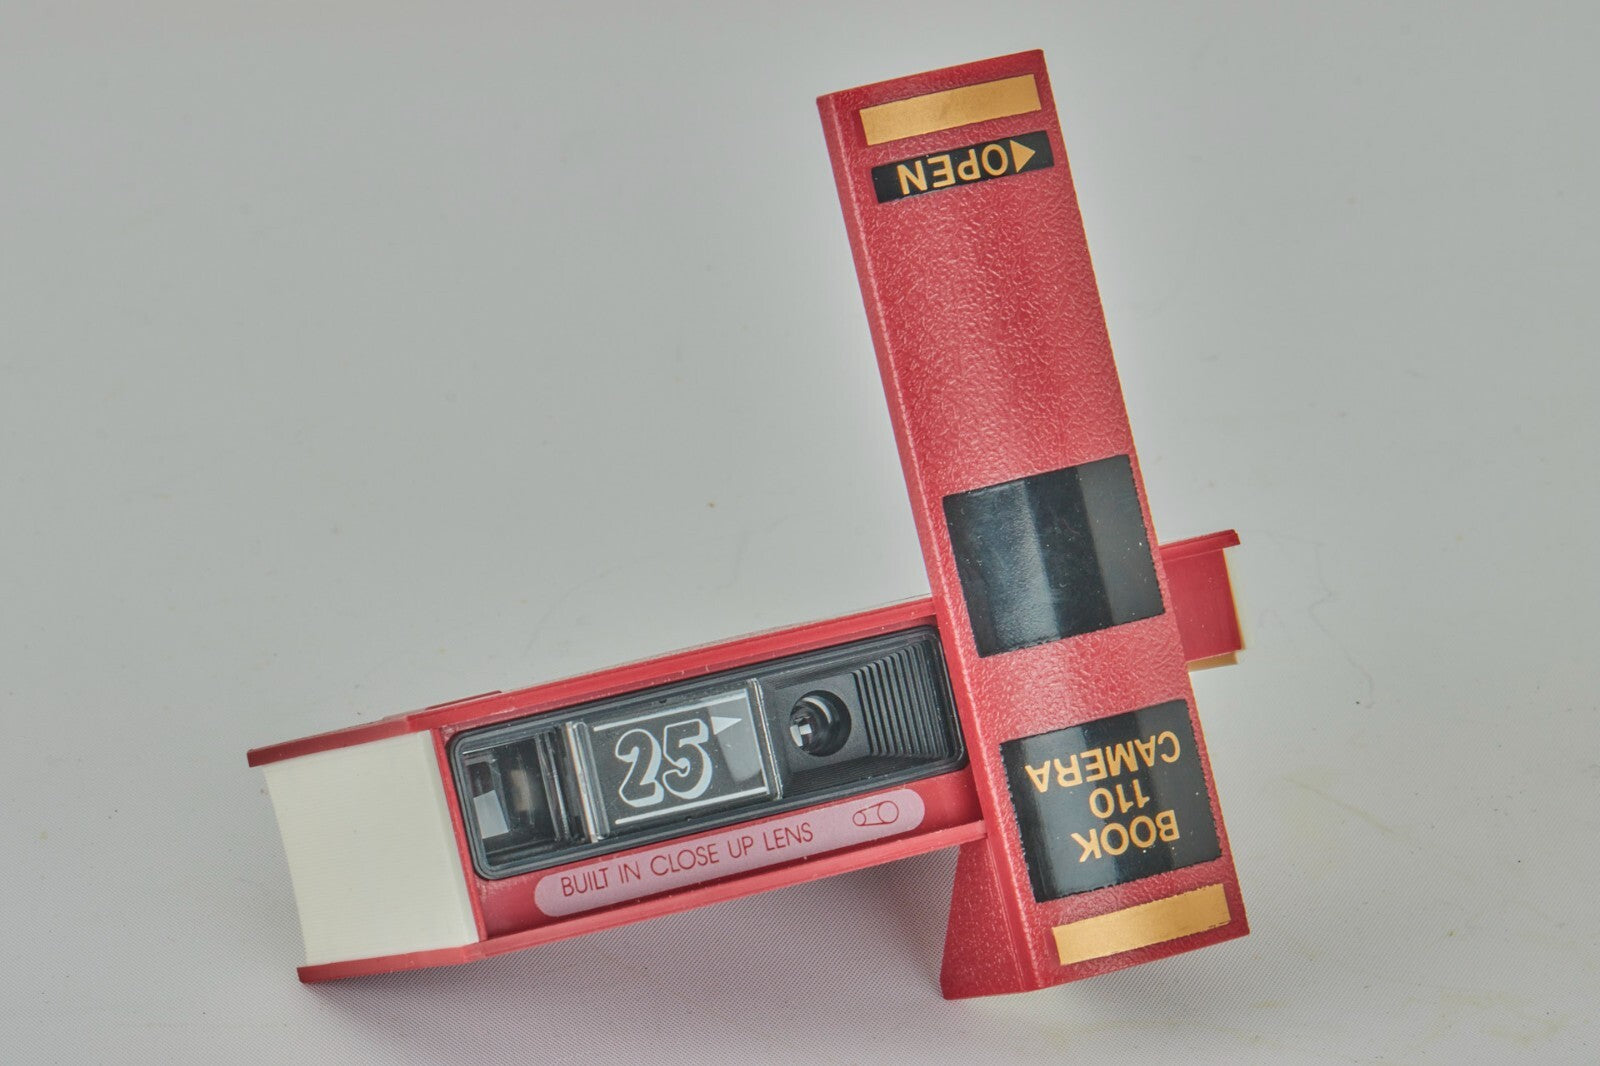 ◀OPEN
25
BUILT IN CLOSE UP LENS
BOOK
110
CAMERA